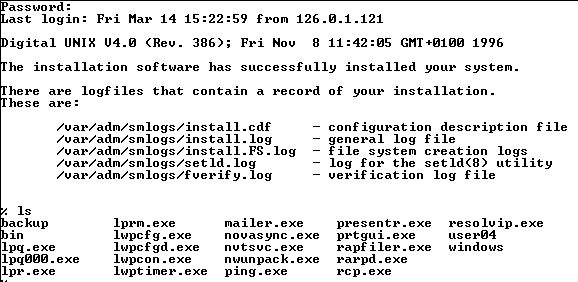 Password:
Last login: Fri Mar 14 15:22:59 from 126.0.1.121
Digital UNIX V4.0 (Rev. 386); Fri Nov  8 11:42:05 GMT+0100 1996
The installation software has successfully installed your system.
There are logfiles that contain a record of your installation.
These are:
/var/adm/smlogs/install.cdf     - configuration description file
/var/adm/smlogs/install.log     - general log file
/var/adm/smlogs/install.FS.log  - file system creation logs
/var/adm/smlogs/setld.log       - log for the setld(8) utility
/var/adm/smlogs/fverify.log     - verification log file
% ls
backup        lprm.exe      mailer.exe    presentr.exe  resolvip.exe
bin           lwpcfg.exe    novasync.exe  prtgui.exe    user04
lpq.exe       lwpcfgd.exe   nvtsvc.exe    rapfiler.exe  windows
lpq000.exe    lwpcon.exe    nwunpack.exe  rarpd.exe
lpr.exe       lwptimer.exe  ping.exe      rcp.exe
%